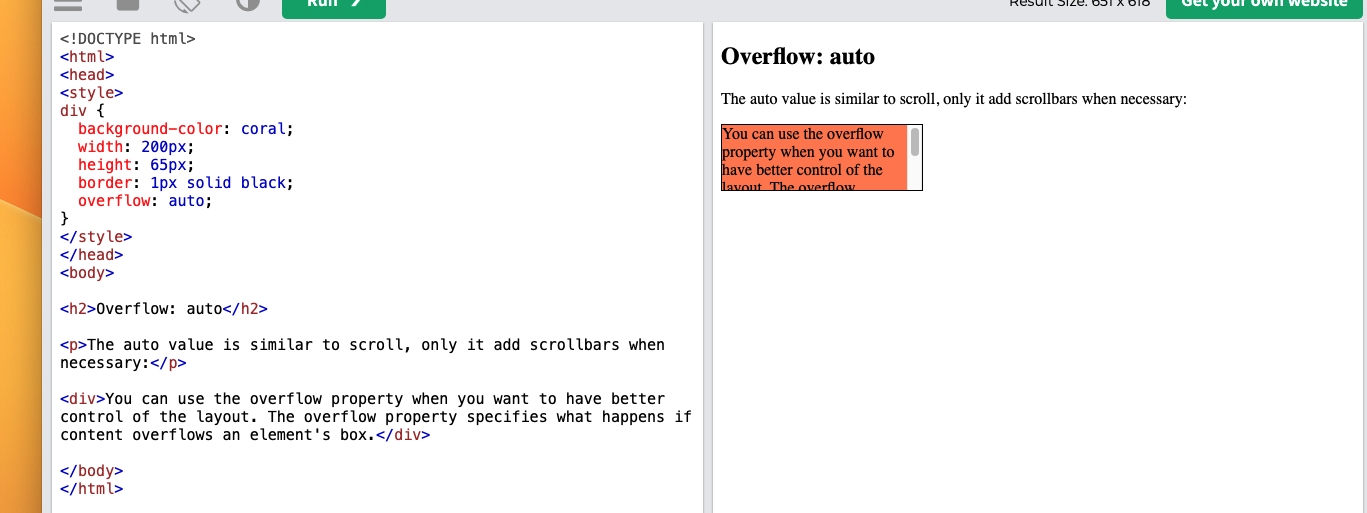 Run ❯
Result Size: 651 x 618
Get your own website
<!DOCTYPE html>
<html>
<head>
<style>
div {
  background-color: coral;
  width: 200px;
  height: 65px;
  border: 1px solid black;
  overflow: auto;
}
</style>
</head>
<body>
<h2>Overflow: auto</h2>
<p>The auto value is similar to scroll, only it add scrollbars when
necessary:</p>
<div>You can use the overflow property when you want to have better
control of the layout. The overflow property specifies what happens if
content overflows an element's box.</div>
</body>
</html>
Overflow: auto
The auto value is similar to scroll, only it add scrollbars when necessary:
You can use the overflow
property when you want to
have better control of the
layout. The overflow